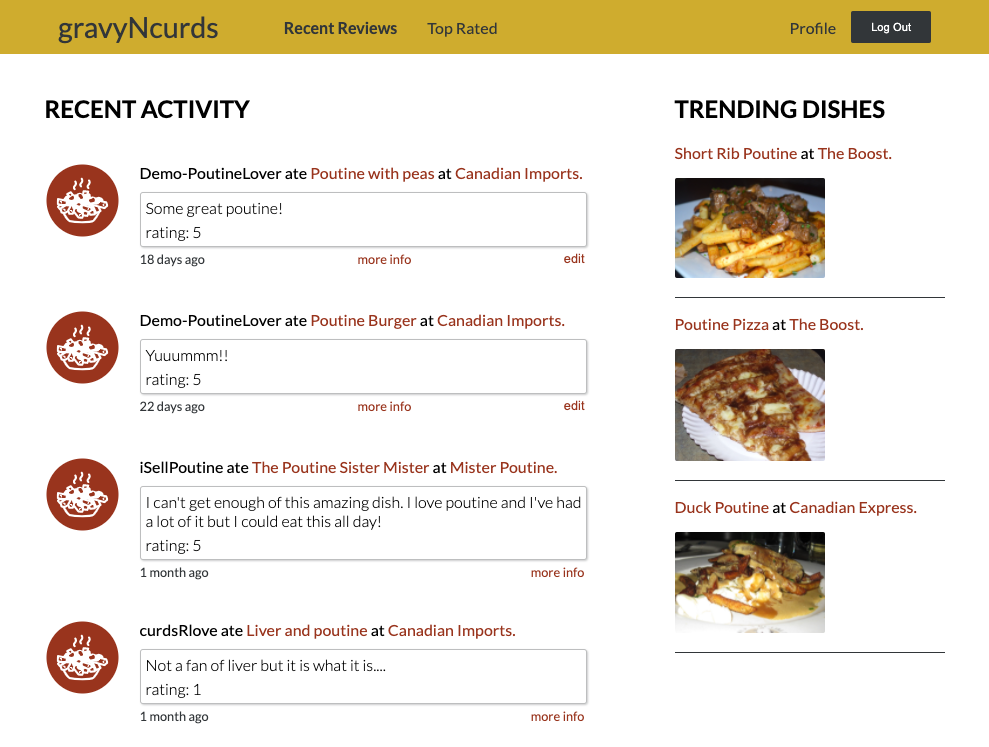 gravyNcurds
Recent Reviews
Top Rated
Profile
Log Out
RECENT ACTIVITY
Demo-PoutineLover ate Poutine with peas at Canadian Imports.
Some great poutine!
rating: 5
18 days ago
more info
edit
Demo-PoutineLover ate Poutine Burger at Canadian Imports.
Yuuummm!!
rating: 5
22 days ago
more info
edit
iSellPoutine ate The Poutine Sister Mister at Mister Poutine.
I can't get enough of this amazing dish. I love poutine and I've had
a lot of it but I could eat this all day!
rating: 5
1 month ago
more info
curdsRlove ate Liver and poutine at Canadian Imports.
Not a fan of liver but it is what it is....
rating: 1
1 month ago
more info
TRENDING DISHES
Short Rib Poutine at The Boost.
Poutine Pizza at The Boost.
Duck Poutine at Canadian Express.